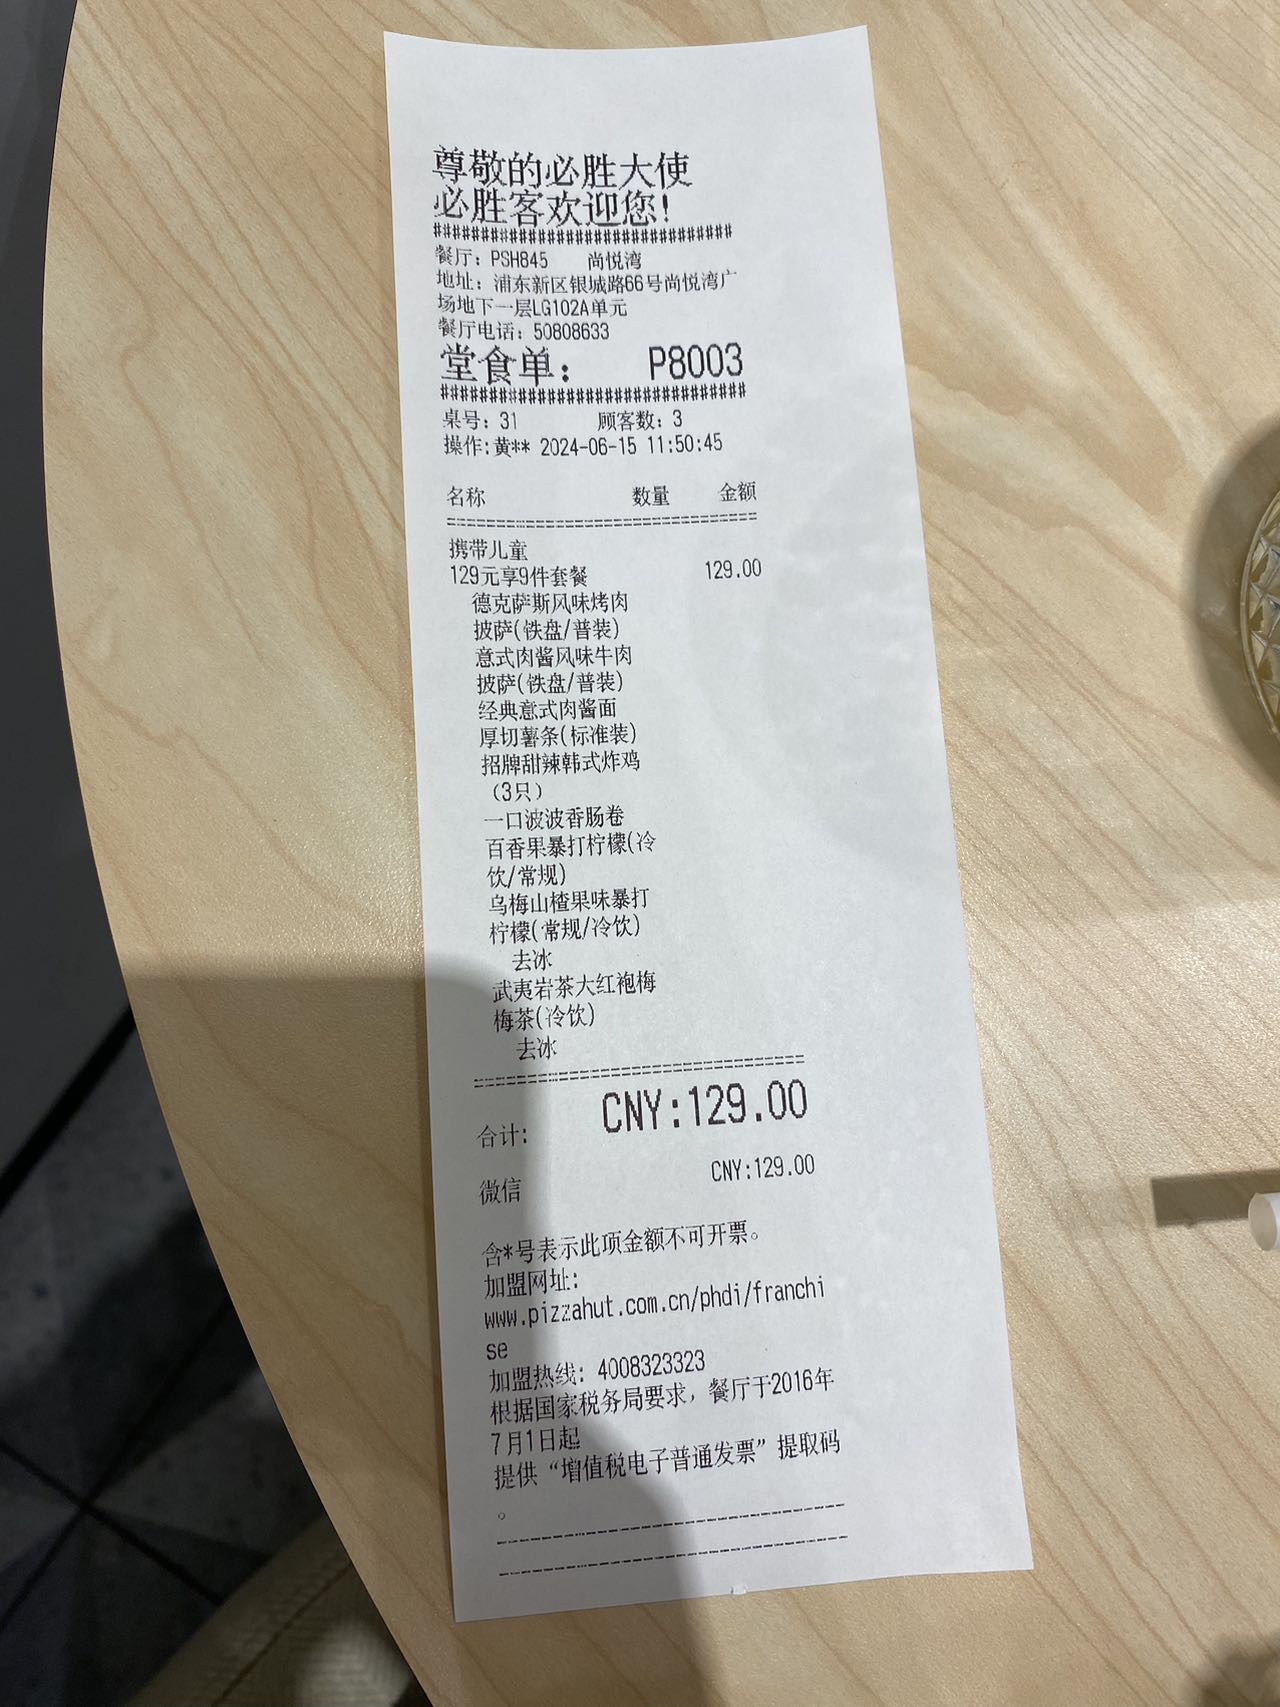 尊敬的必胜大使
必胜客欢迎您!
################################
餐厅: PSH845 尚悦湾
地址: 浦东新区银城路66号尚悦湾广
场地下一层LG102A单元
餐厅电话: 50808633
堂食单: P8003
################################
桌号: 31 顾客数: 3
操作:黄** 2024-06-15 11:50:45
名称 数量 金额
================================
携带儿童
129元享9件套餐 129.00
德克萨斯风味烤肉
披萨(铁盘/普装)
意式肉酱风味牛肉
披萨(铁盘/普装)
经典意式肉酱面
厚切薯条(标准装)
招牌甜辣韩式炸鸡
（3只）
一口波波香肠卷
百香果暴打柠檬(冷
饮/常规)
乌梅山楂果味暴打
柠檬(常规/冷饮)
去冰
武夷岩茶大红袍梅
梅茶(冷饮)
去冰
================================
合计: CNY:129.00
微信 CNY:129.00
含*号表示此项金额不可开票。
加盟网址:
www.pizzahut.com.cn/phdi/franchi
se
加盟热线: 4008323323
根据国家税务局要求，餐厅于2016年
7月1日起
提供“增值税电子普通发票”提取码
。
--------------------------------
--------------------------------